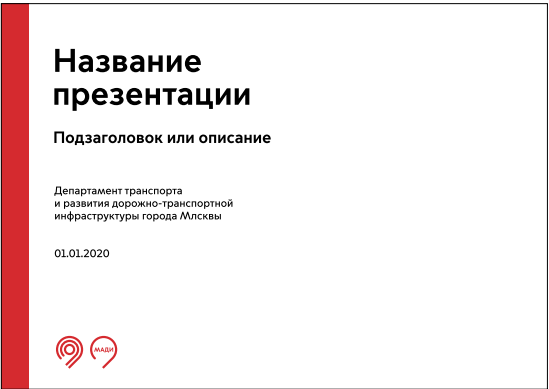 Название
презентации
Подзаголовок или описание
Департамент транспорта
и развития дорожно-транспортной
инфраструктуры города Млсквы
01.01.2020
МАДИ